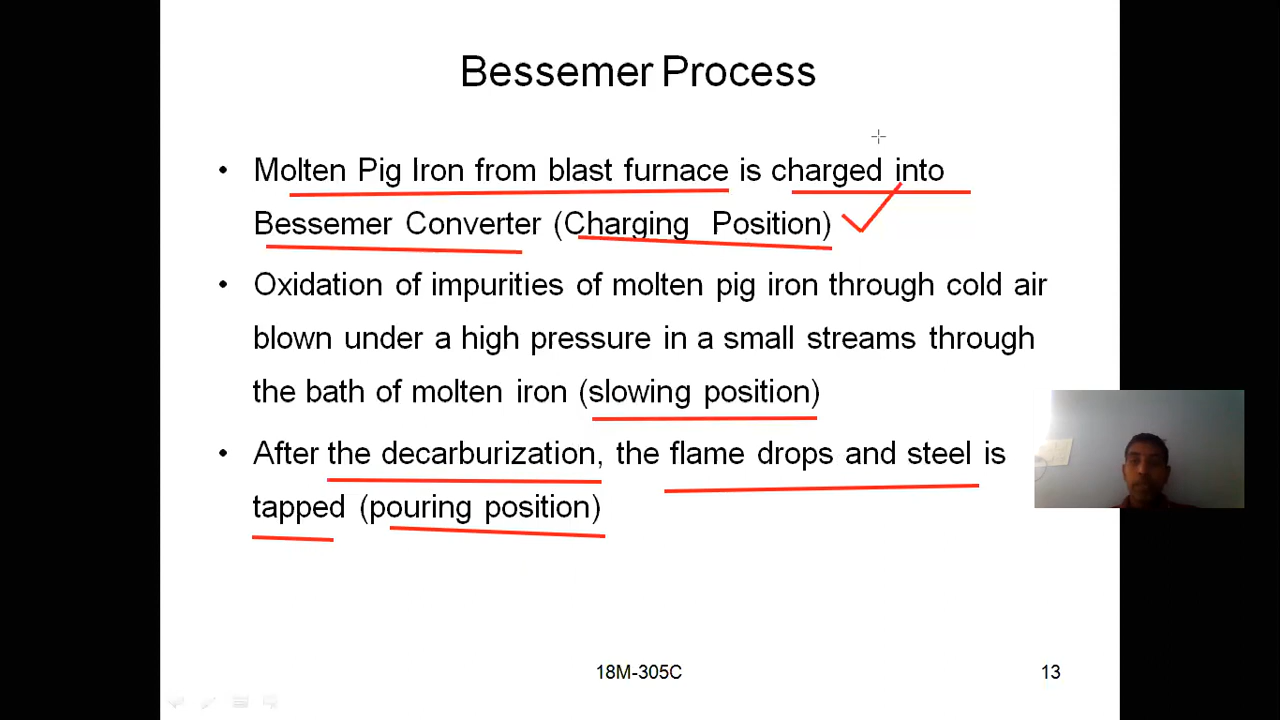 Bessemer Process
• Molten Pig Iron from blast furnace is charged into
Bessemer Converter (Charging Position)
• Oxidation of impurities of molten pig iron through cold air
blown under a high pressure in a small streams through
the bath of molten iron (slowing position)
• After the decarburization, the flame drops and steel is
tapped (pouring position)
18M-305C
13